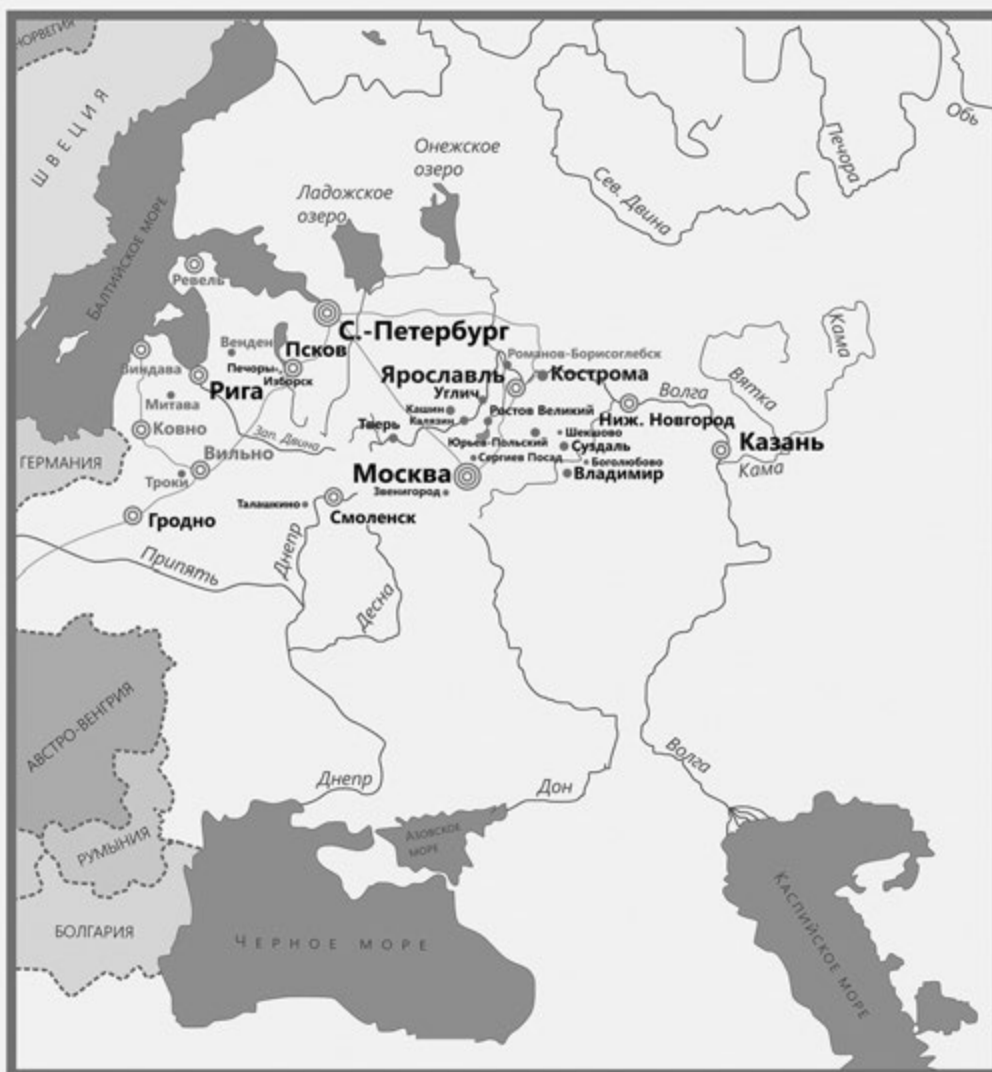 НОРВЕГИЯ
ШВЕЦИЯ
БАЛТИЙСКОЕ МОРЕ
Онежское
озеро
Ладожское
озеро
Сев. Двина
Печора
Обь
Ревель
С.-Петербург
Венден
Псков
Печоры-,
Изборск
Виндава
Рига
Митава
Ковно
Зап. Двина
ГЕРМАНИЯ
Вильно
Троки
Гродно
Романов-Борисоглебск
Ярославль
Кострома
Углич
Кашин
Калязин
Ростов Великий
Тверь
Юрьев-Польский
Шекшово
Суздаль
Сергиев Посад
Боголюбово
Москва
Владимир
Звенигород
Волга
Ниж. Новгород
Вятка
Кама
Казань
Кама
Талашкино
Смоленск
Днепр
Припять
Десна
АВСТРО-ВЕНГРИЯ
РУМЫНИЯ
БОЛГАРИЯ
Днепр
Дон
Волга
АЗОВСКОЕ
МОРЕ
ЧЕРНОЕ МОРЕ
КАСПИЙСКОЕ МОРЕ